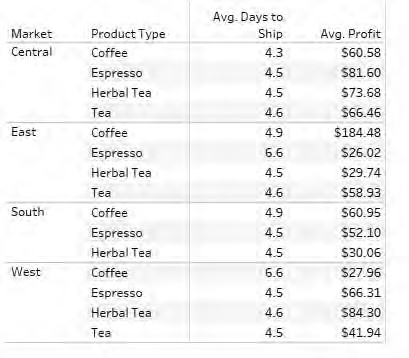 Avg. Days to
Market Product Type Ship Avg. Profit
Central Coffee 4.3 $60.58
Espresso 4.5 $81.60
Herbal Tea 4.5 $73.68
Tea 4.6 $66.46
East Coffee 4.9 $184.48
Espresso 6.6 $26.02
Herbal Tea 4.5 $29.74
Tea 4.6 $58.93
South Coffee 4.9 $60.95
Espresso 4.5 $52.10
Herbal Tea 4.5 $30.06
West Coffee 6.6 $27.96
Espresso 4.5 $66.31
Herbal Tea 4.6 $84.30
Tea 4.5 $41.94